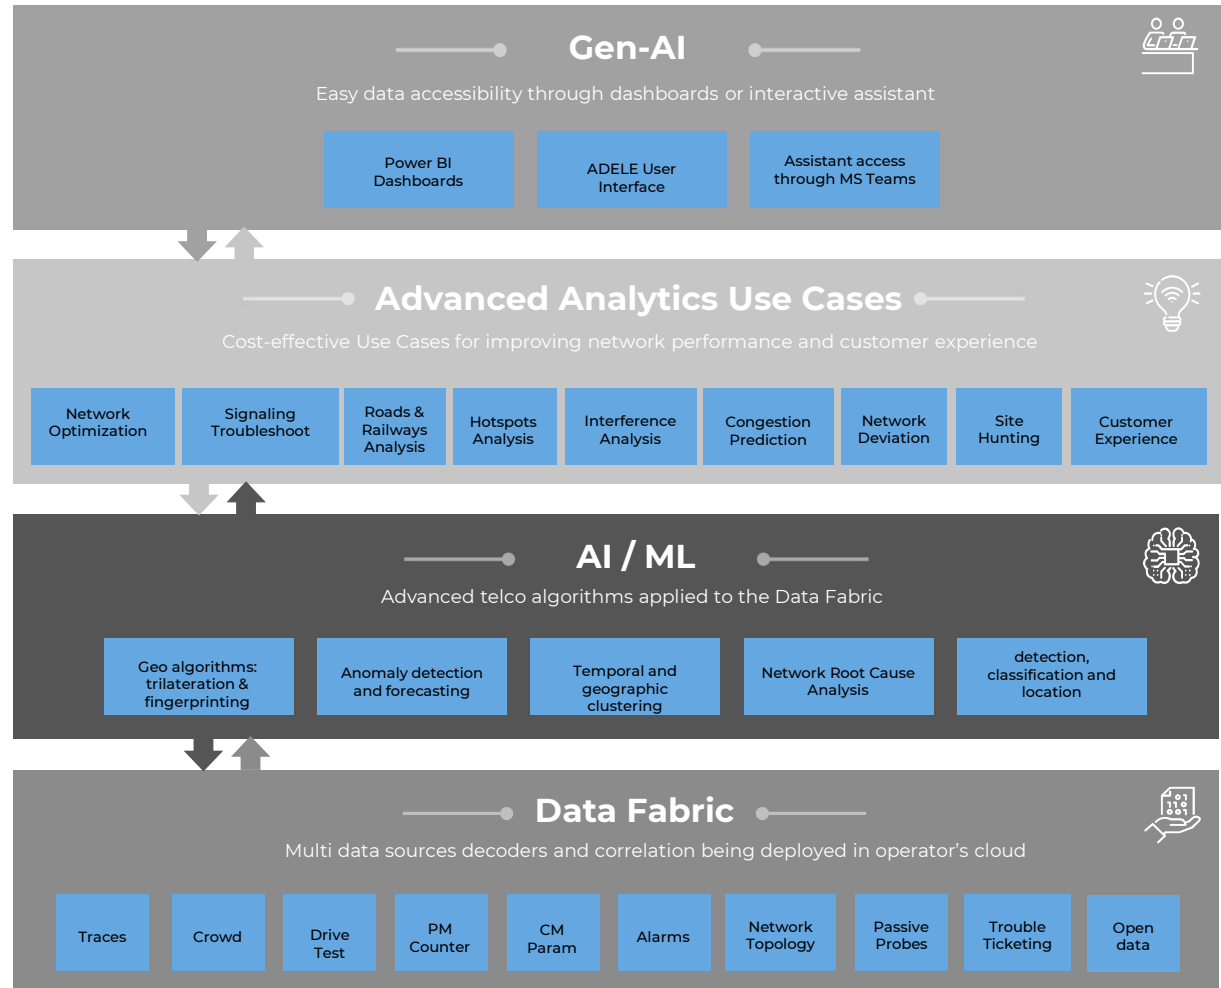 Gen-AI
Easy data accessibility through dashboards or interactive assistant
Power BI
Dashboards
ADELE User
Interface
Assistant access
through MS Teams
Advanced Analytics Use Cases
Cost-effective Use Cases for improving network performance and customer experience
Network
Optimization
Signaling
Troubleshoot
Roads &
Railways
Analysis
Hotspots
Analysis
Interference
Analysis
Congestion
Prediction
Network
Deviation
Site
Hunting
Customer
Experience
AI / ML
Advanced telco algorithms applied to the Data Fabric
Geo algorithms:
trilateration &
fingerprinting
Anomaly detection
and forecasting
Temporal and
geographic
clustering
Network Root Cause
Analysis
detection,
classification and
location
Data Fabric
01
110
001
Multi data sources decoders and correlation being deployed in operator’s cloud
Traces
Crowd
Drive
Test
PM
Counter
CM
Param
Alarms
Network
Topology
Passive
Probes
Trouble
Ticketing
Open
data